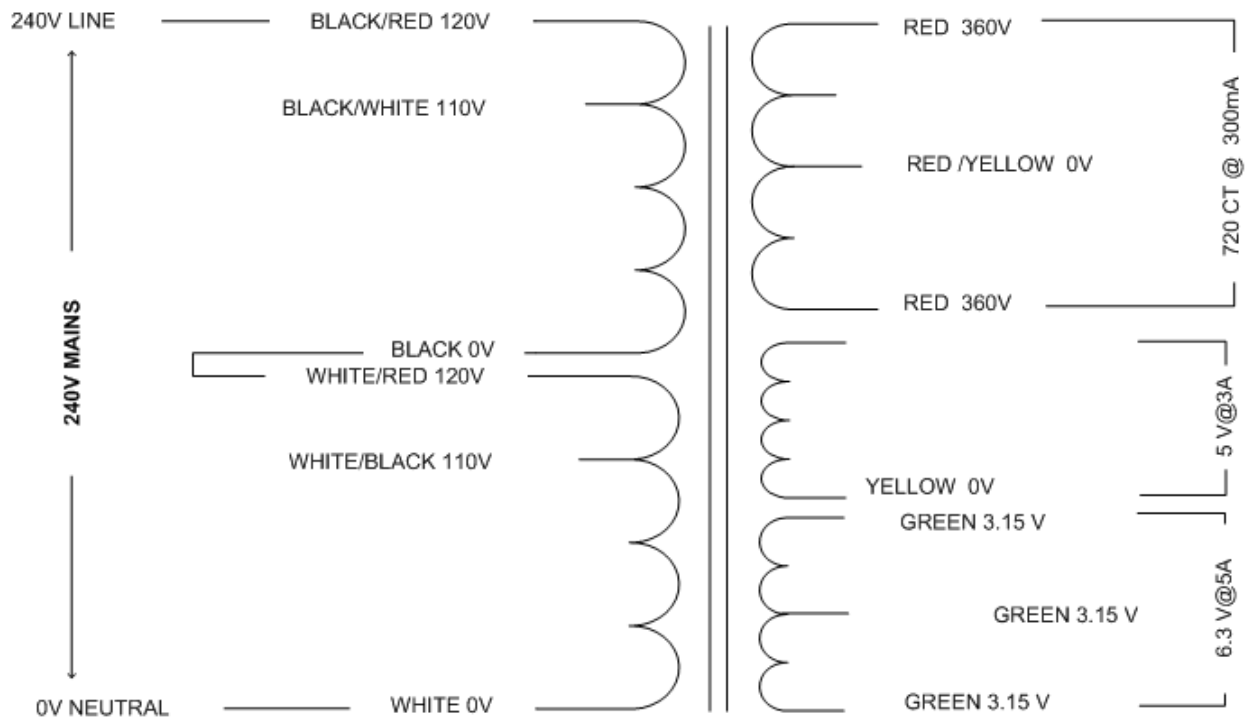 240V LINE
BLACK/RED 120V
BLACK/WHITE 110V
BLACK 0V
WHITE/RED 120V
WHITE/BLACK 110V
0V NEUTRAL
WHITE 0V
240V MAINS
RED 360V
RED /YELLOW 0V
RED 360V
720 CT @ 300mA
YELLOW 0V
5 V@3A
GREEN 3.15 V
GREEN 3.15 V
GREEN 3.15 V
6.3 V@5A